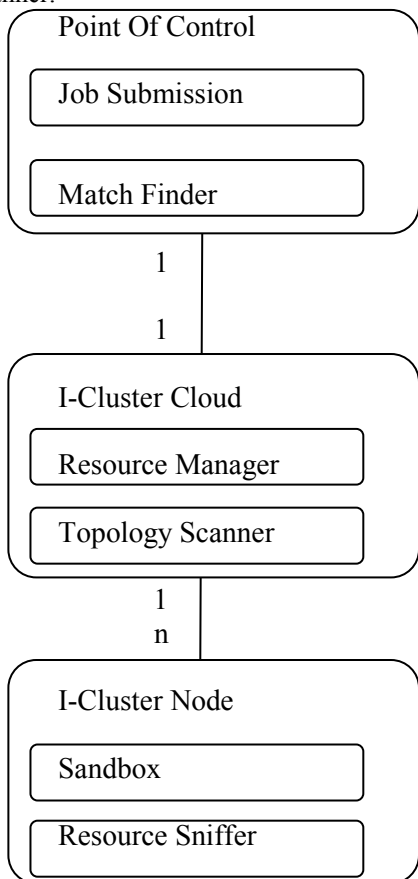 Point Of Control
Job Submission
Match Finder
1
1
I-Cluster Cloud
Resource Manager
Topology Scanner
1
n
I-Cluster Node
Sandbox
Resource Sniffer